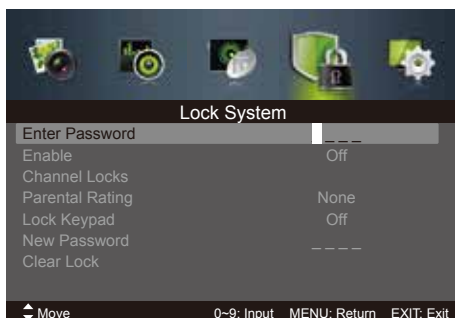 Lock System
Enter Password _ _ _
Enable Off
Channel Locks
Parental Rating None
Lock Keypad Off
New Password _ _ _ _
Clear Lock
Move 0~9: Input MENU: Return EXIT: Exit